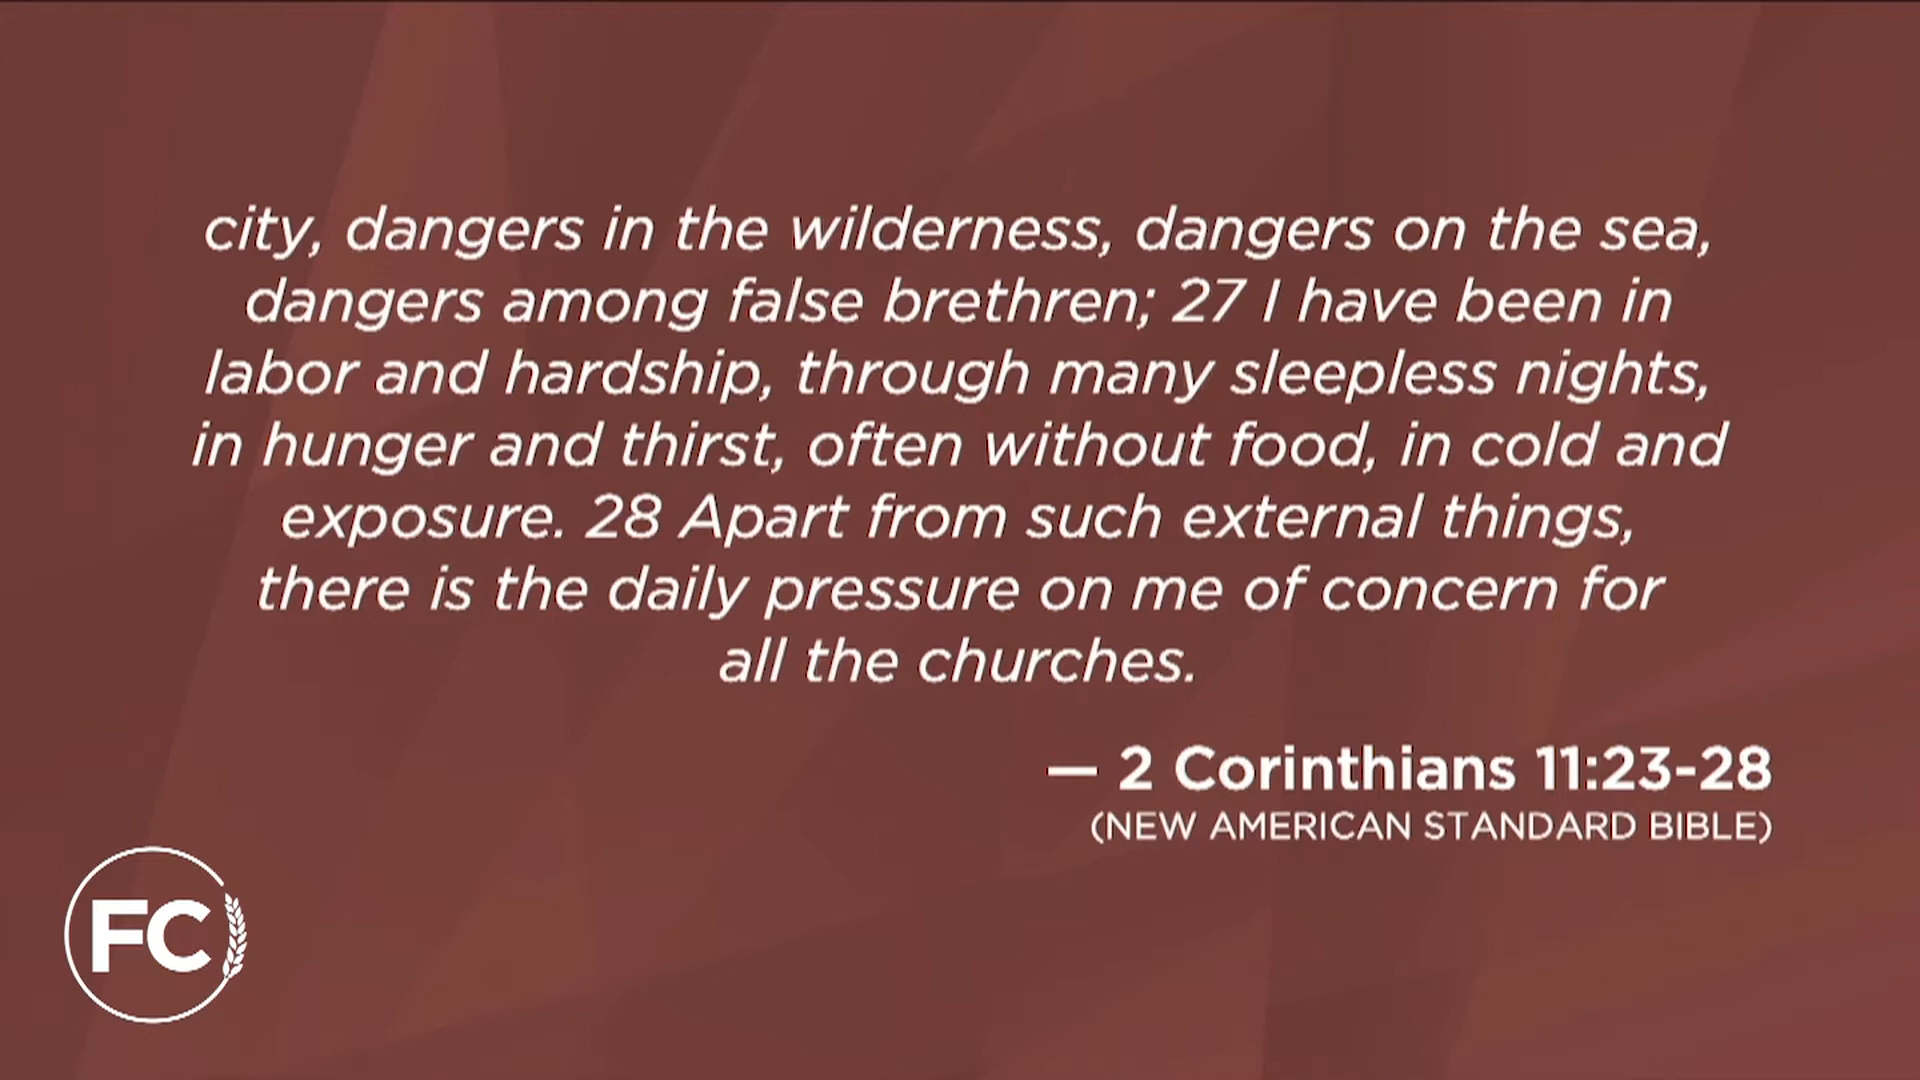 city, dangers in the wilderness, dangers on the sea,
dangers among false brethren; 27 I have been in
labor and hardship, through many sleepless nights,
in hunger and thirst, often without food, in cold and
exposure. 28 Apart from such external things,
there is the daily pressure on me of concern for
all the churches.
— 2 Corinthians 11:23-28
(NEW AMERICAN STANDARD BIBLE)
FC